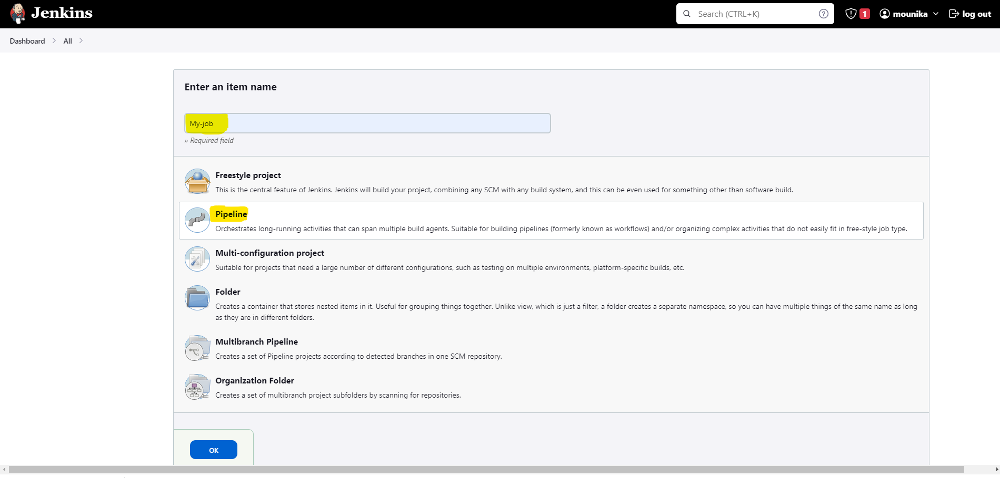 Jenkins
Search (CTRL+K)
1
mounika
log out
Dashboard
All
Enter an item name
My-job
» Required field
Freestyle project
This is the central feature of Jenkins. Jenkins will build your project, combining any SCM with any build system, and this can be even used for something other than software build.
Pipeline
Orchestrates long-running activities that can span multiple build agents. Suitable for building pipelines (formerly known as workflows) and/or organizing complex activities that do not easily fit in free-style job type.
Multi-configuration project
Suitable for projects that need a large number of different configurations, such as testing on multiple environments, platform-specific builds, etc.
Folder
Creates a container that stores nested items in it. Useful for grouping things together. Unlike view, which is just a filter, a folder creates a separate namespace, so you can have multiple things of the same name as long
as they are in different folders.
Multibranch Pipeline
Creates a set of Pipeline projects according to detected branches in one SCM repository.
Organization Folder
Creates a set of multibranch project subfolders by scanning for repositories.
OK